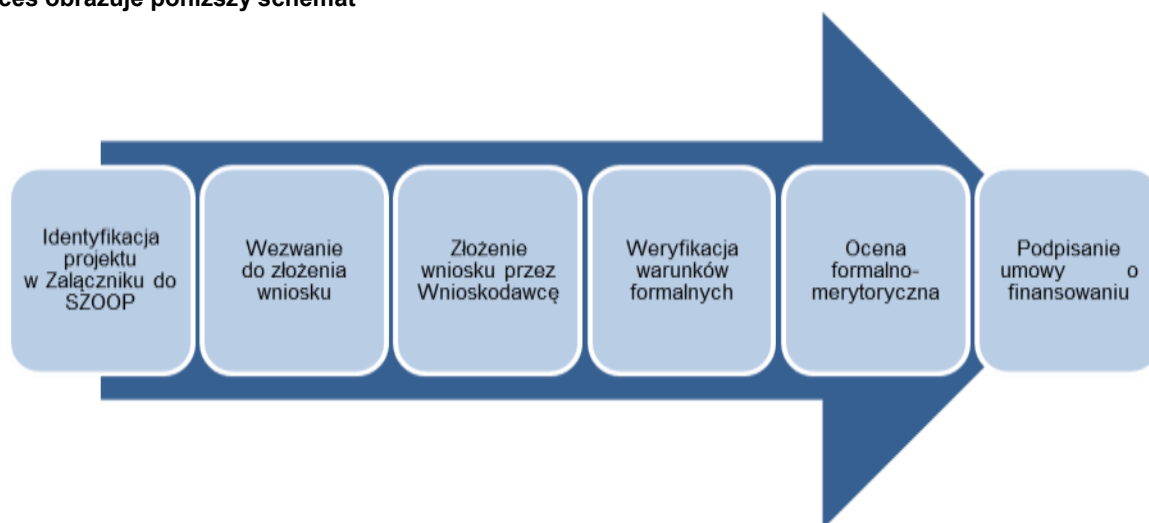 ces obrazuje poniższy schemat
Identyfikacja
projektu
w Załączniku do
SZOOP
Wezwanie
do złożenia
wniosku
Złożenie
wniosku przez
Wnioskodawcę
Weryfikacja
warunków
formalnych
Ocena
formalno-
merytoryczna
Podpisanie
umowy o
finansowaniu